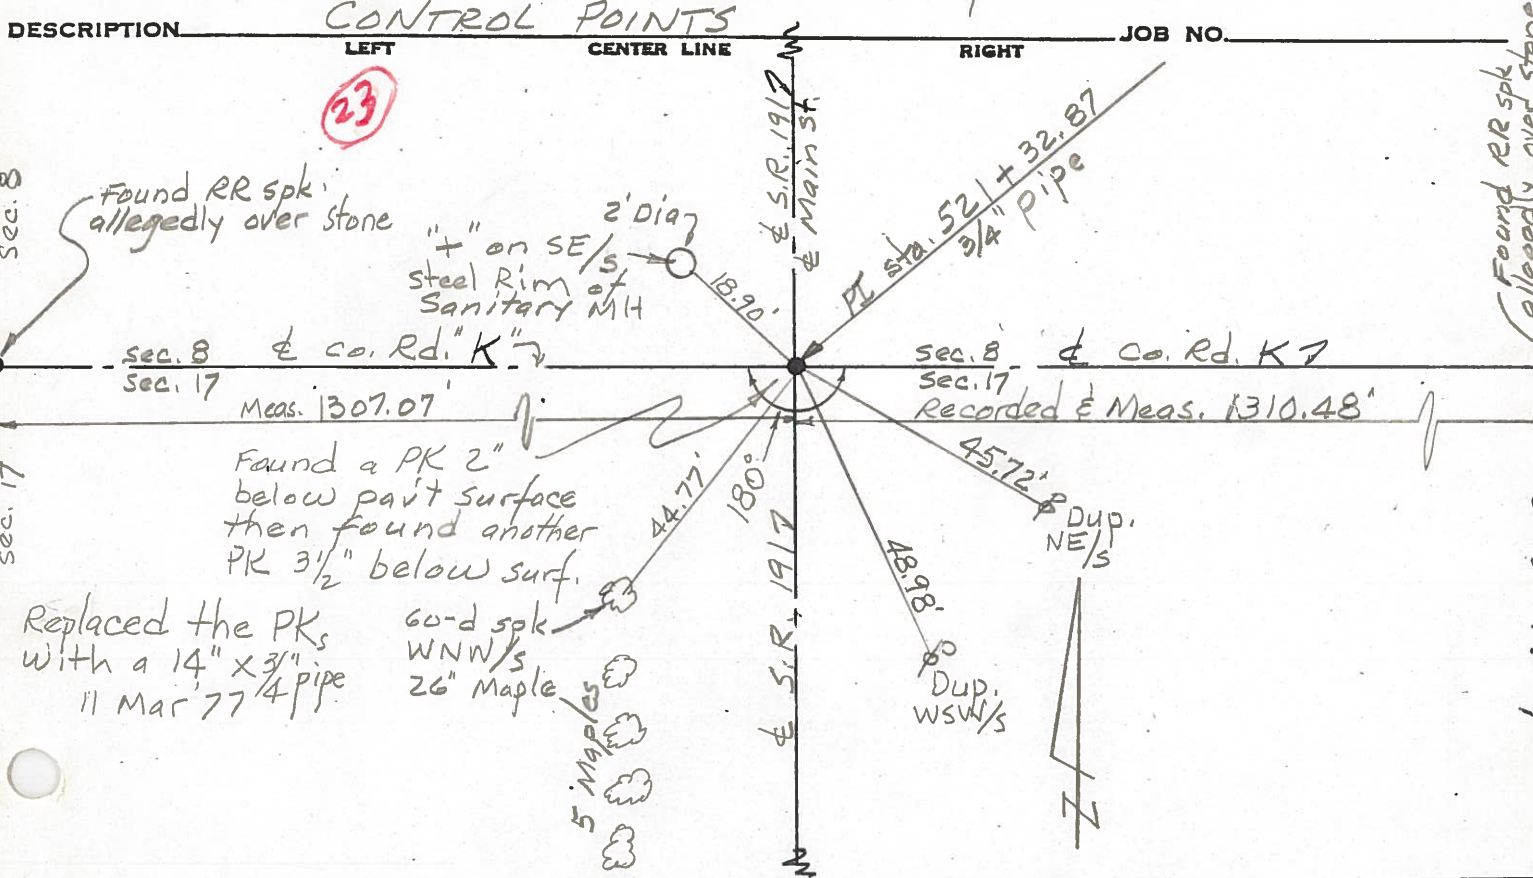 CONTROL POINTS
DESCRIPTION
LEFT
CENTER LINE
RIGHT
JOB NO.
23
Sec. 8
Found RR spk.
allegedly over stone
2' Dia
"+" on SE/s
steel Rim of
Sanitary MH
18.90'
℄ S.R. 191
℄ Main St.
PI sta. 521 + 32.87
3/4" Pipe
Found RR spk
allegedly over stone
sec. 8
℄ Co. Rd. "K"
sec. 8
℄ Co. Rd. K
Sec. 17
Sec. 17
Meas. 1307.07'
Recorded & Meas. 1310.48'
sec. 17
Found a PK 2"
below pav't surface
then found another
PK 3 1/2" below surf.
44.77'
180°
45.72'
Dup.
NE/s
48.98'
Dup.
WSW/s
℄ S.R. 191
Replaced the PKs
with a 14" x 3/4" pipe
11 Mar '77
60-d spk
WNW/s
26" Maple
5 Maples
N